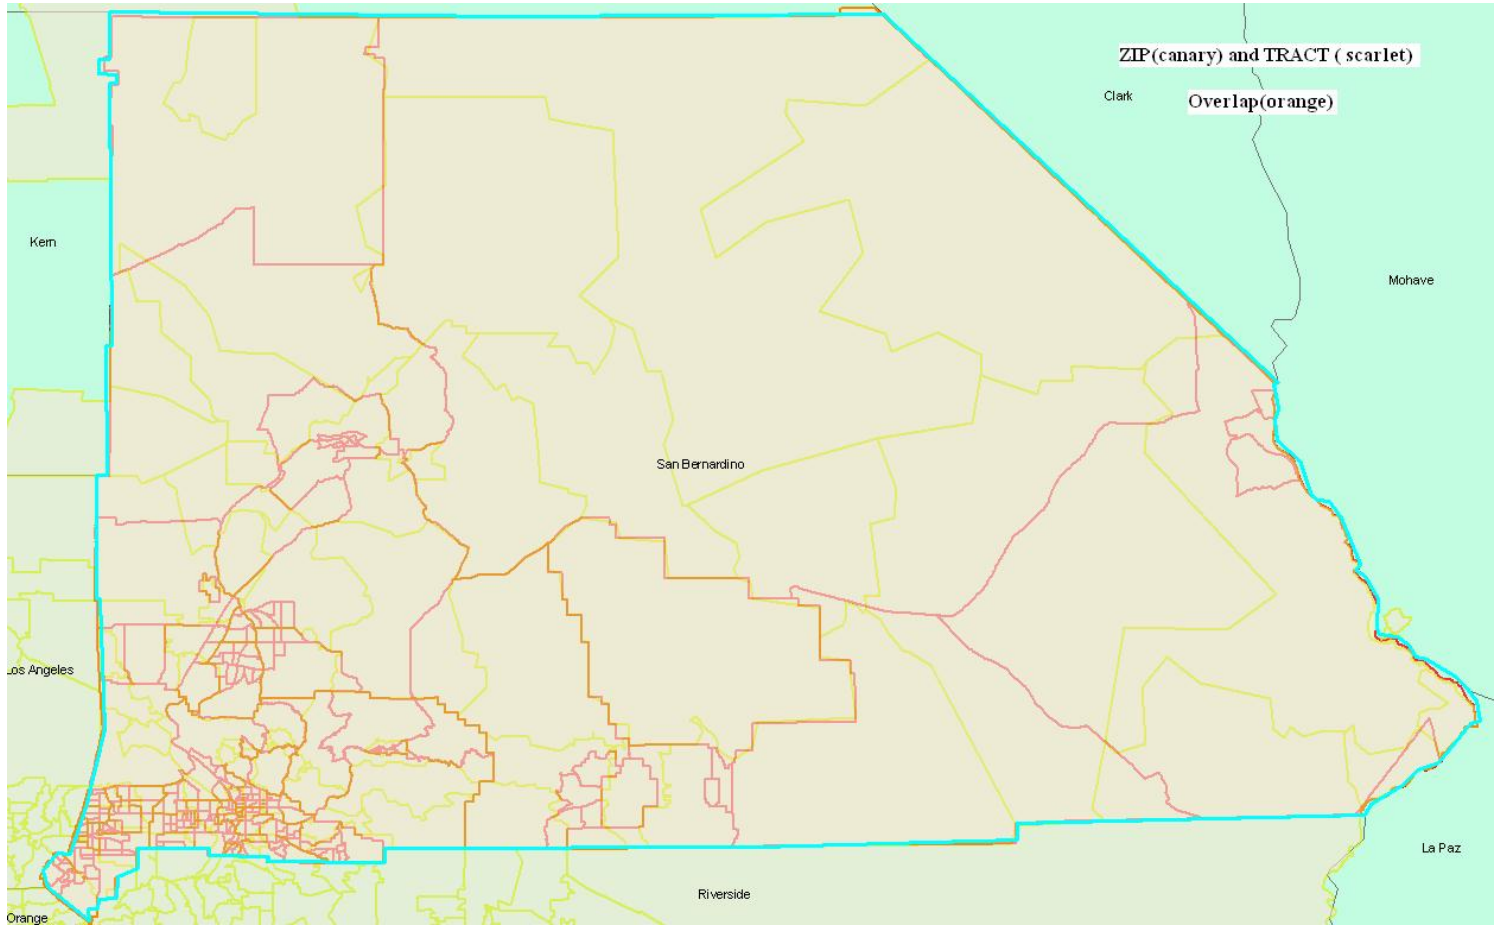 ZIP(canary) and TRACT ( scarlet)
Clark
Overlap(orange)
Kern
Mohave
San Bernardino
Los Angeles
La Paz
Riverside
Orange